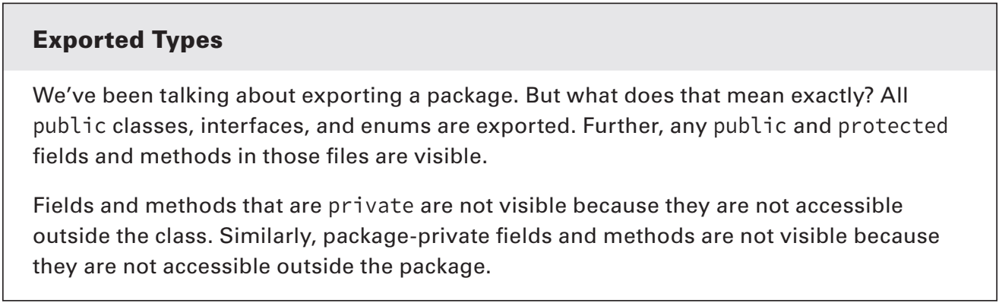 Exported Types
We’ve been talking about exporting a package. But what does that mean exactly? All
public classes, interfaces, and enums are exported. Further, any public and protected
fields and methods in those files are visible.
Fields and methods that are private are not visible because they are not accessible
outside the class. Similarly, package-private fields and methods are not visible because
they are not accessible outside the package.